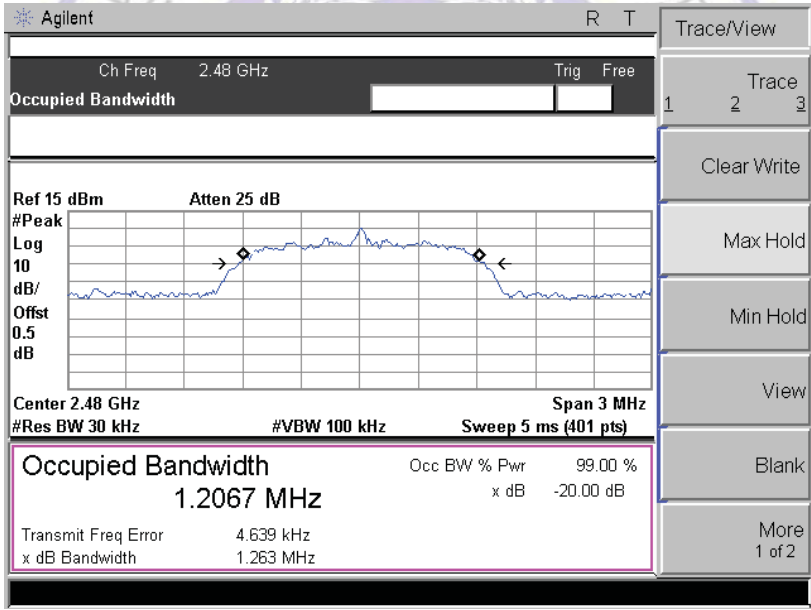 Agilent R T
Trace/View
Ch Freq 2.48 GHz Trig Free
Occupied Bandwidth
Trace
1 2 3
Clear Write
Max Hold
Min Hold
View
Blank
More
1 of 2
Ref 15 dBm Atten 25 dB
#Peak
Log
10
dB/
Offst
0.5
dB
Center 2.48 GHz Span 3 MHz
#Res BW 30 kHz #VBW 100 kHz Sweep 5 ms (401 pts)
Occupied Bandwidth Occ BW % Pwr 99.00 %
1.2067 MHz x dB -20.00 dB
Transmit Freq Error 4.639 kHz
x dB Bandwidth 1.263 MHz